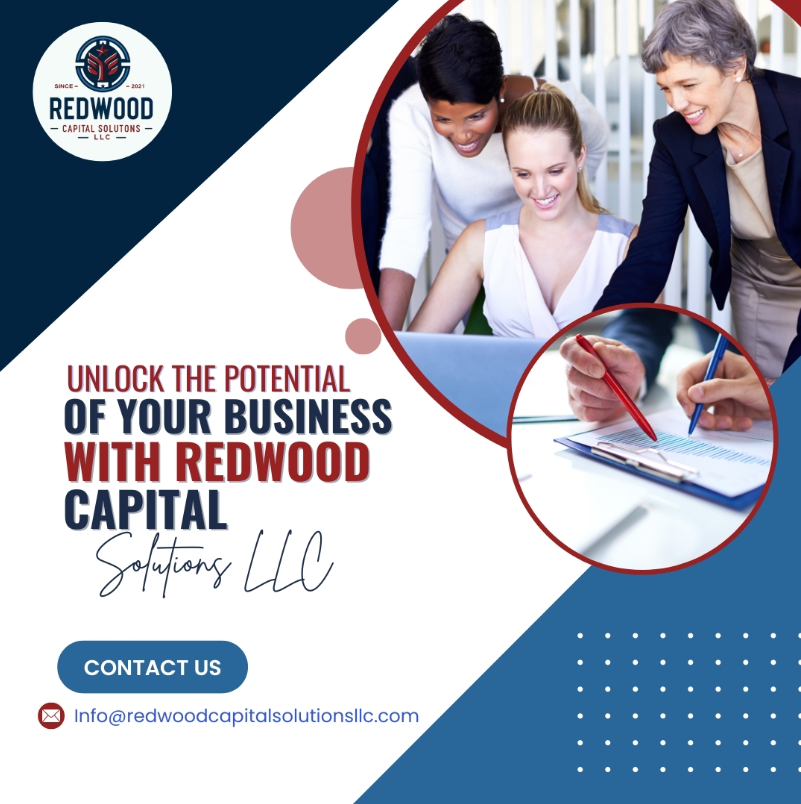 SINCE – – 2021
REDWOOD
– CAPITAL SOLUTONS –
– LLC –
UNLOCK THE POTENTIAL
OF YOUR BUSINESS
WITH REDWOOD
CAPITAL
Solutions LLC
CONTACT US
Info@redwoodcapitalsolutionsllc.com